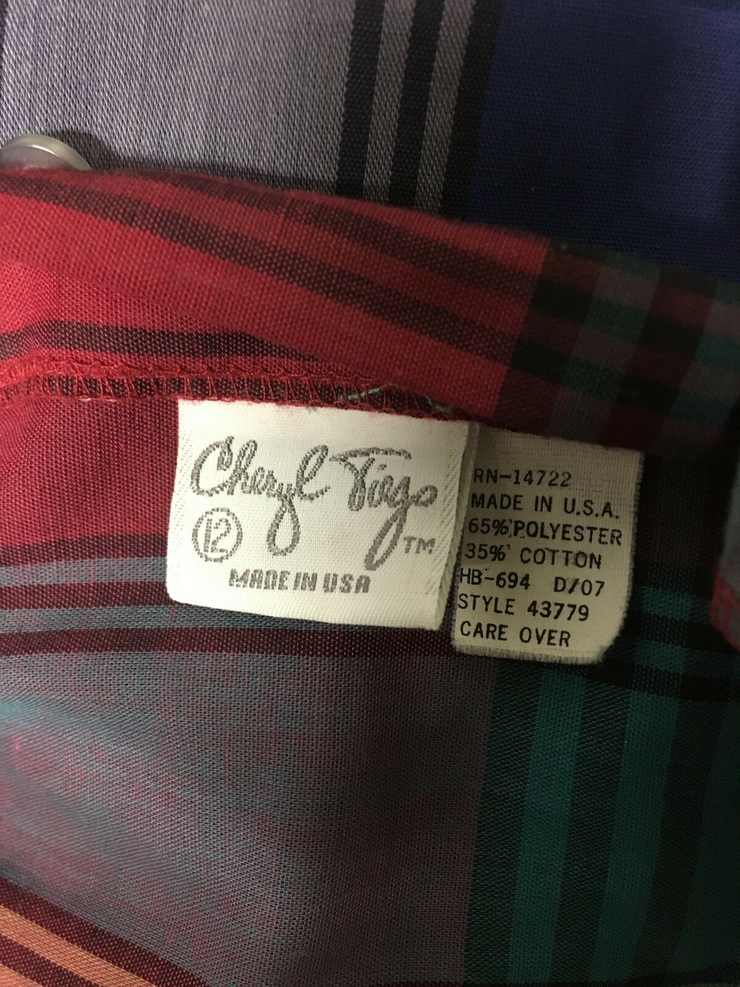 Cheryl Tiegs
12
TM
MADE IN USA
RN-14722
MADE IN U.S.A.
65% POLYESTER
35% COTTON
HB-694 D/07
STYLE 43779
CARE OVER